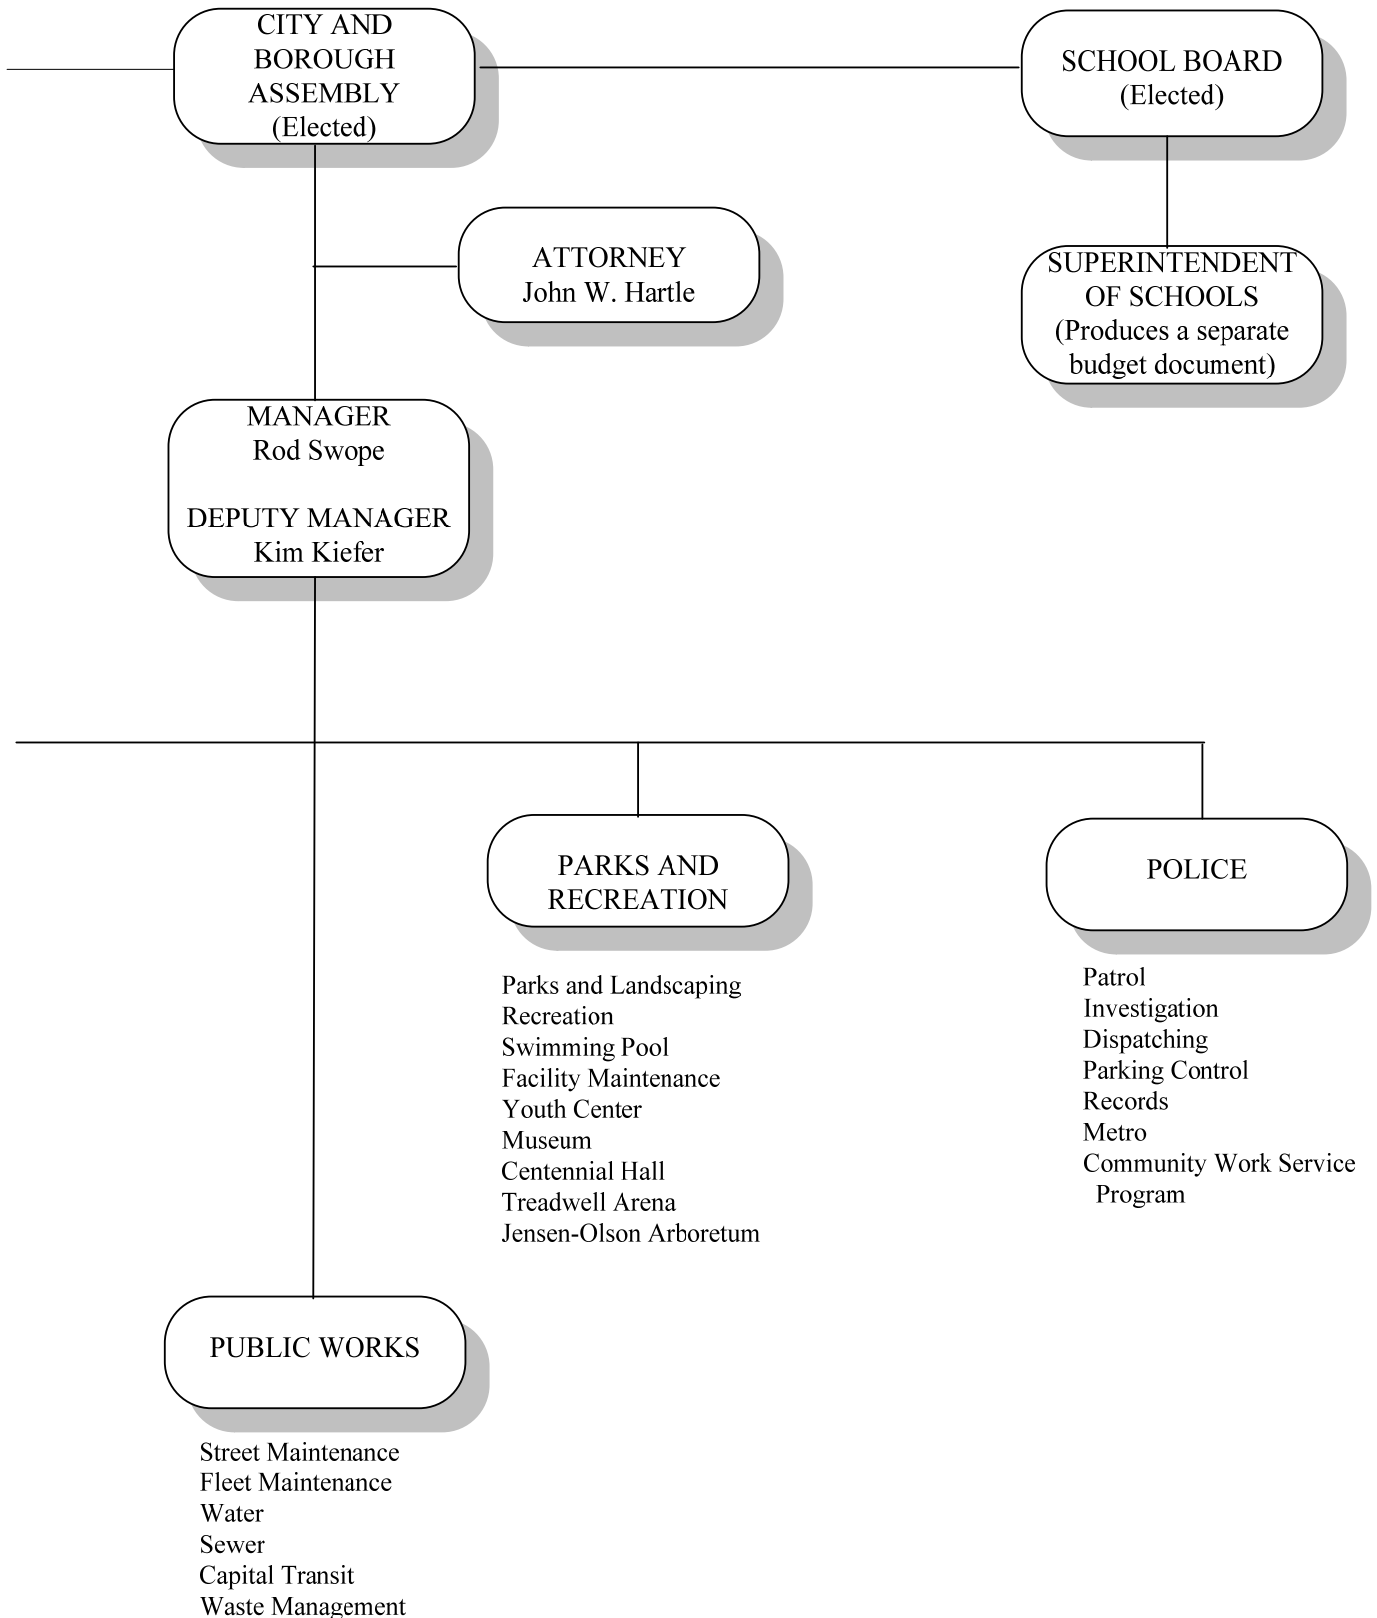 CITY AND
BOROUGH
ASSEMBLY
(Elected)
SCHOOL BOARD
(Elected)
ATTORNEY
John W. Hartle
SUPERINTENDENT
OF SCHOOLS
(Produces a separate
budget document)
MANAGER
Rod Swope
DEPUTY MANAGER
Kim Kiefer
PARKS AND
RECREATION
Parks and Landscaping
Recreation
Swimming Pool
Facility Maintenance
Youth Center
Museum
Centennial Hall
Treadwell Arena
Jensen-Olson Arboretum
POLICE
Patrol
Investigation
Dispatching
Parking Control
Records
Metro
Community Work Service
Program
PUBLIC WORKS
Street Maintenance
Fleet Maintenance
Water
Sewer
Capital Transit
Waste Management